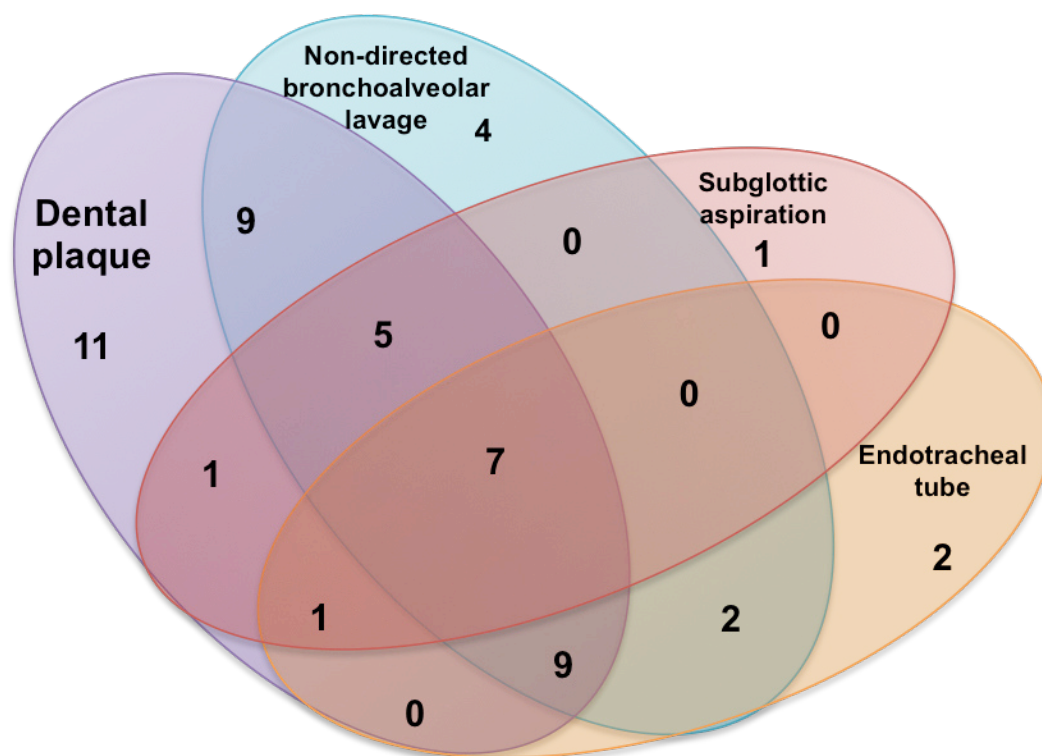 Non-directed
bronchoalveolar
lavage
4
Dental
plaque
9
Subglottic
aspiration
0
1
11
5
0
0
1
7
Endotracheal
tube
2
1
2
9
0